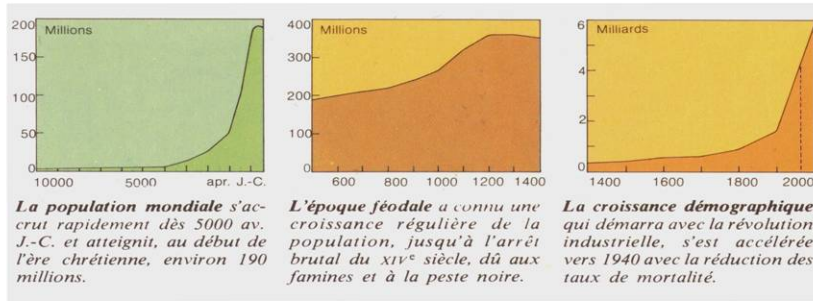 200
Millions
150
100
50
0
10000 5000 apr. J.-C.
La population mondiale s'ac-
crut rapidement dès 5000 av.
J.-C. et atteignit, au début de
l'ère chrétienne, environ 190
millions.
400
Millions
300
200
100
0
600 800 1000 1200 1400
L'époque féodale a connu une
croissance régulière de la
population, jusqu'à l'arrêt
brutal du XIVe siècle, dû aux
famines et à la peste noire.
6
Milliards
4
2
0
1400 1600 1800 2000
La croissance démographique
qui démarra avec la révolution
industrielle, s'est accélérée
vers 1940 avec la réduction des
taux de mortalité.